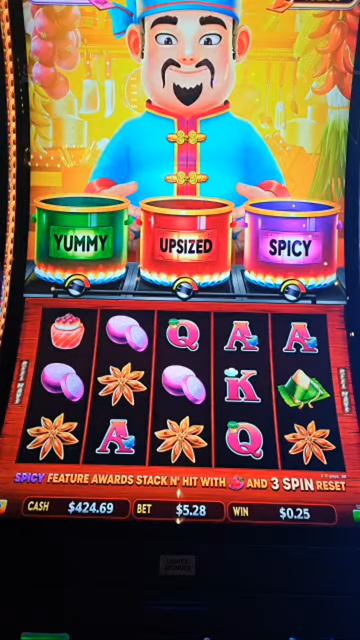 YUMMY
UPSIZED
SPICY
Q
A
A
K
A
Q
SPICY FEATURE AWARDS STACK N' HIT WITH AND 3 SPIN RESET
CASH $424.69 BET $5.28 WIN $0.25